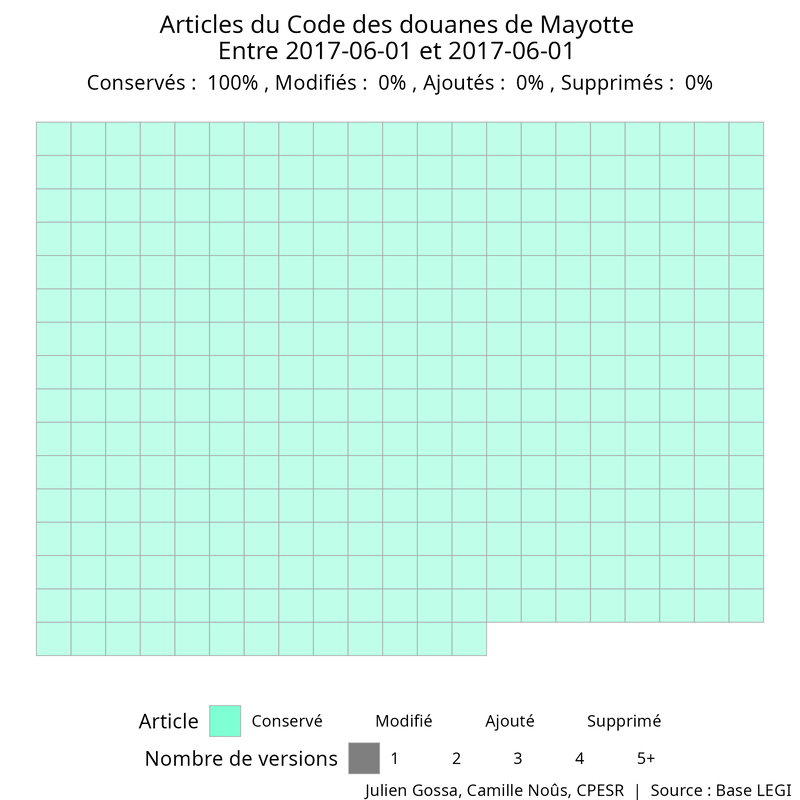 Articles du Code des douanes de Mayotte
Entre 2017-06-01 et 2017-06-01
Conservés : 100% , Modifiés : 0% , Ajoutés : 0% , Supprimés : 0%
Article Conservé Modifié Ajouté Supprimé
Nombre de versions 1 2 3 4 5+
Julien Gossa, Camille Noûs, CPESR | Source : Base LEGI